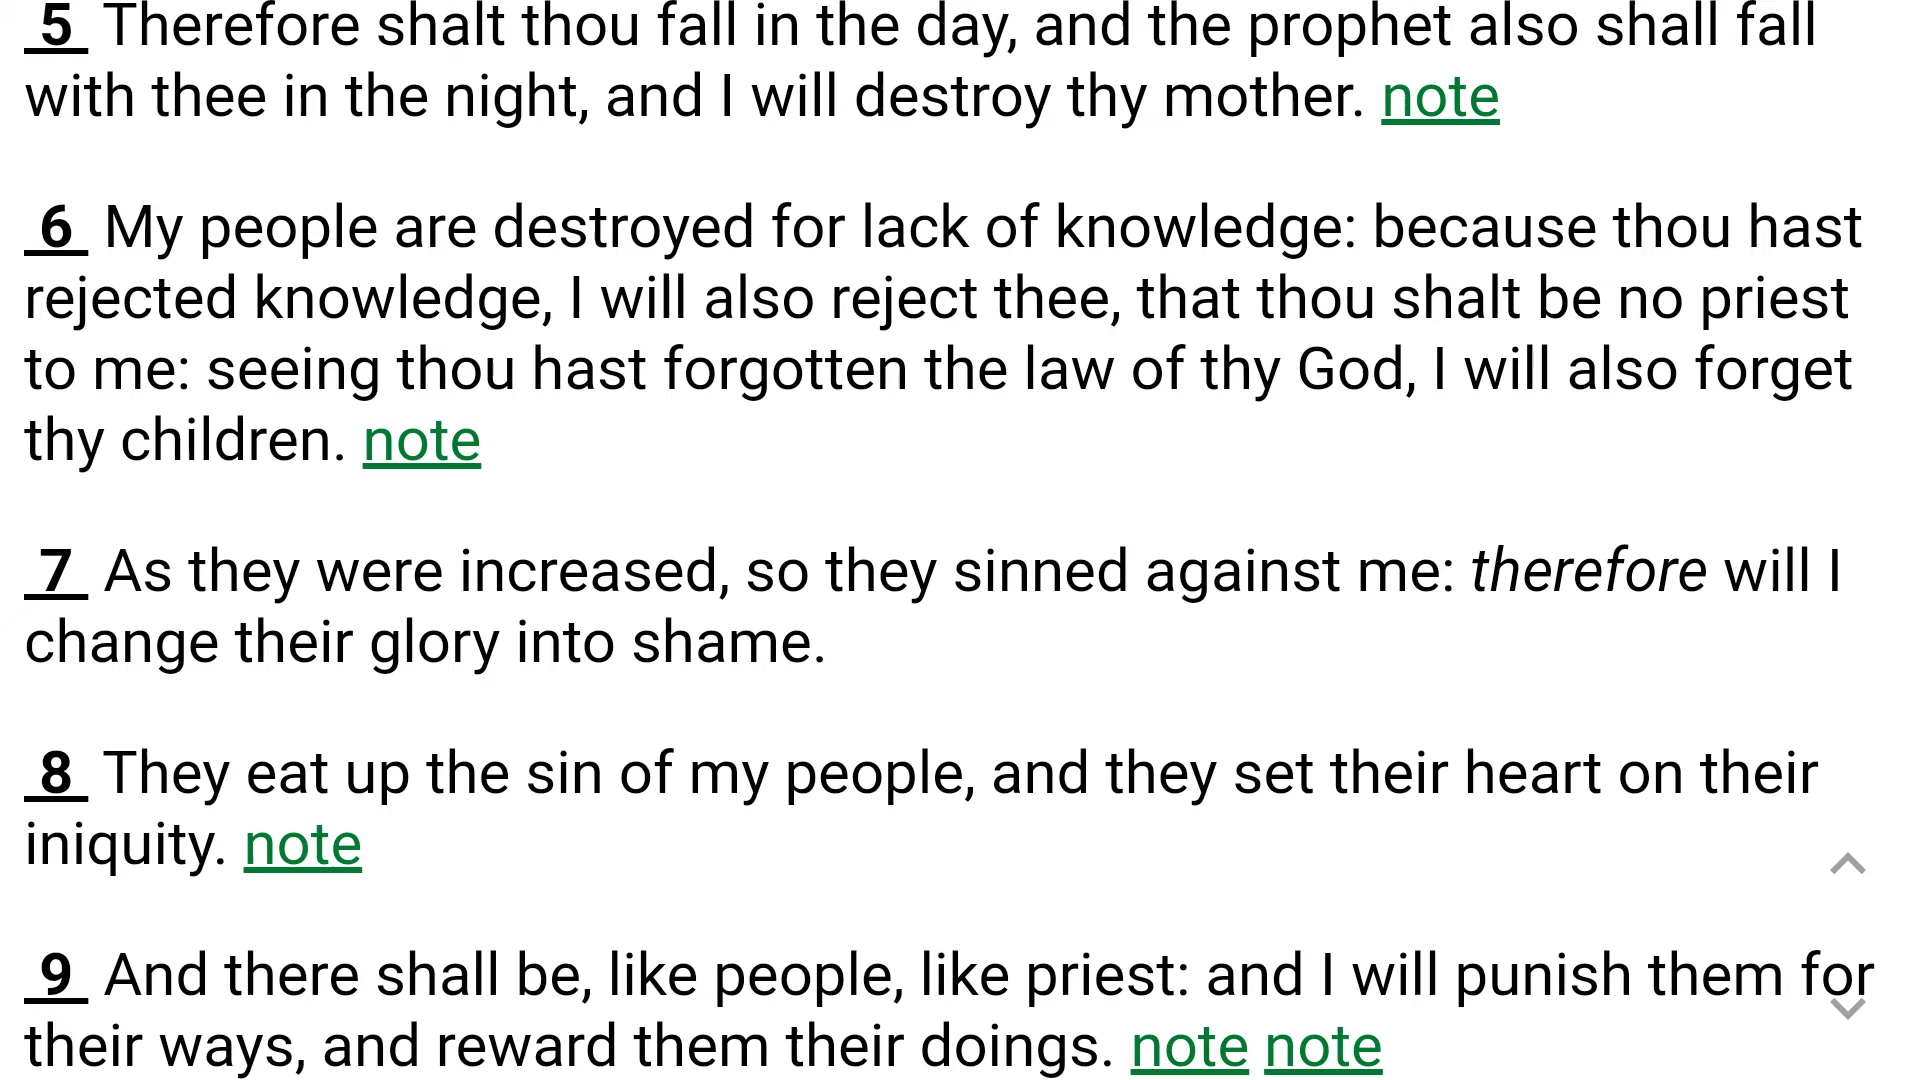 5 Therefore shalt thou fall in the day, and the prophet also shall fall
with thee in the night, and I will destroy thy mother. note
6 My people are destroyed for lack of knowledge: because thou hast
rejected knowledge, I will also reject thee, that thou shalt be no priest
to me: seeing thou hast forgotten the law of thy God, I will also forget
thy children. note
7 As they were increased, so they sinned against me: therefore will I
change their glory into shame.
8 They eat up the sin of my people, and they set their heart on their
iniquity. note
9 And there shall be, like people, like priest: and I will punish them for
their ways, and reward them their doings. note note